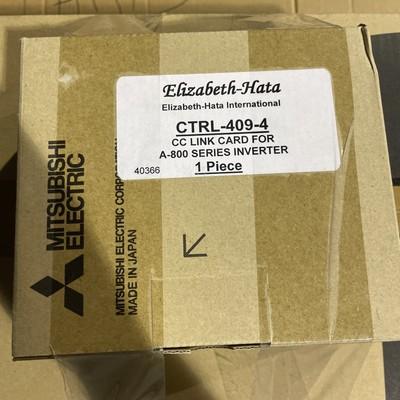 Elizabeth-Hata
Elizabeth-Hata International
CTRL-409-4
CC LINK CARD FOR
A-800 SERIES INVERTER
1 Piece
40366
MITSUBISHI
ELECTRIC
MITSUBISHI ELECTRIC CORPORATION
MADE IN JAPAN